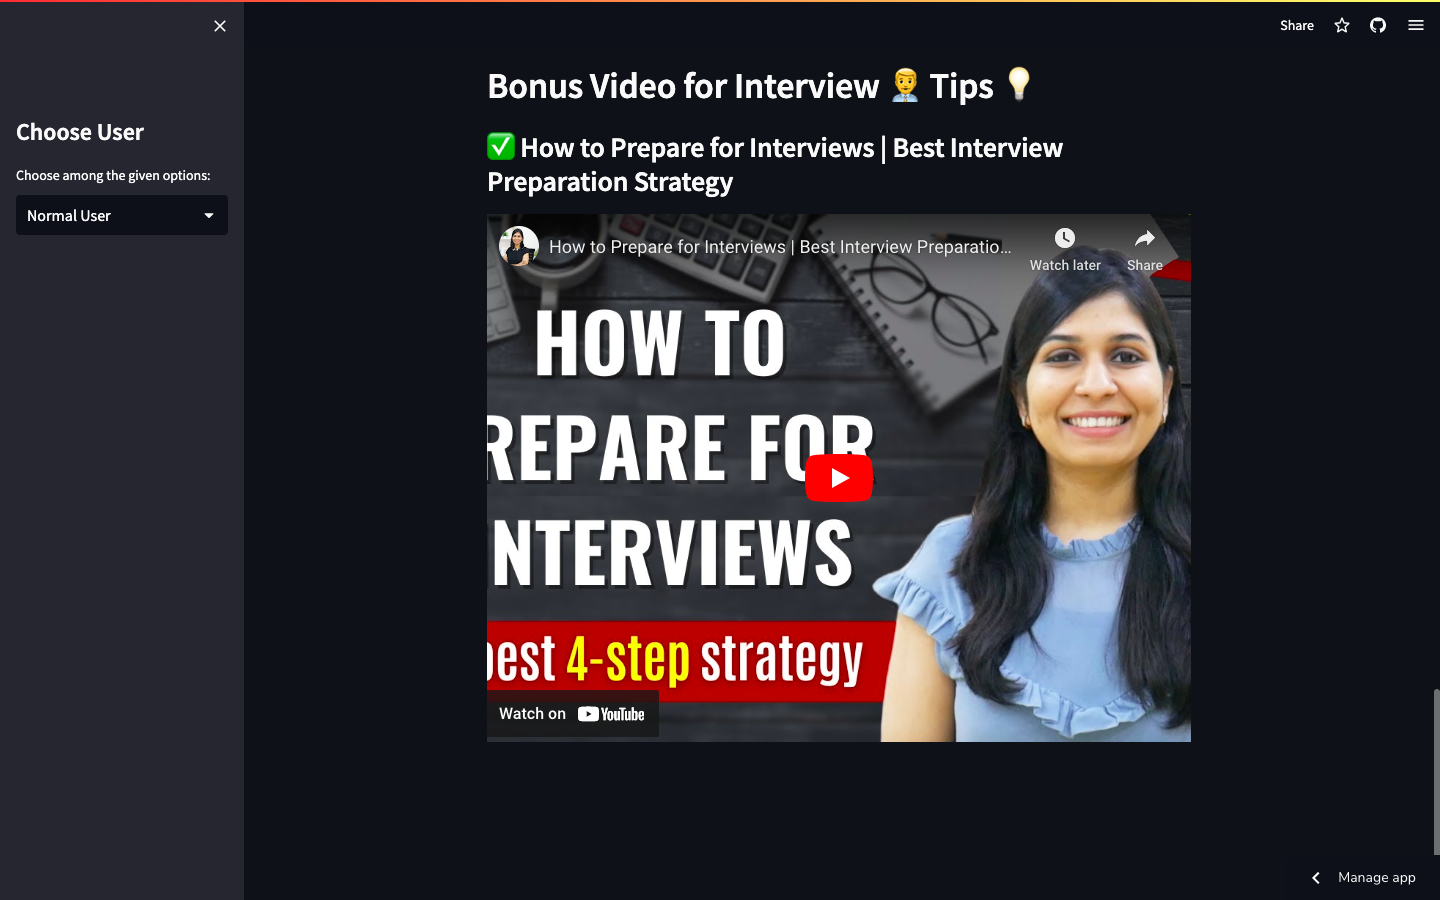 Share
Choose User
Choose among the given options:
Normal User
Bonus Video for Interview 👨‍💼 Tips 💡
✅ How to Prepare for Interviews | Best Interview
Preparation Strategy
How to Prepare for Interviews | Best Interview Preparatio...
Watch later
Share
HOW TO
REPARE FOR
NTERVIEWS
best 4-step strategy
Watch on YouTube
Manage app